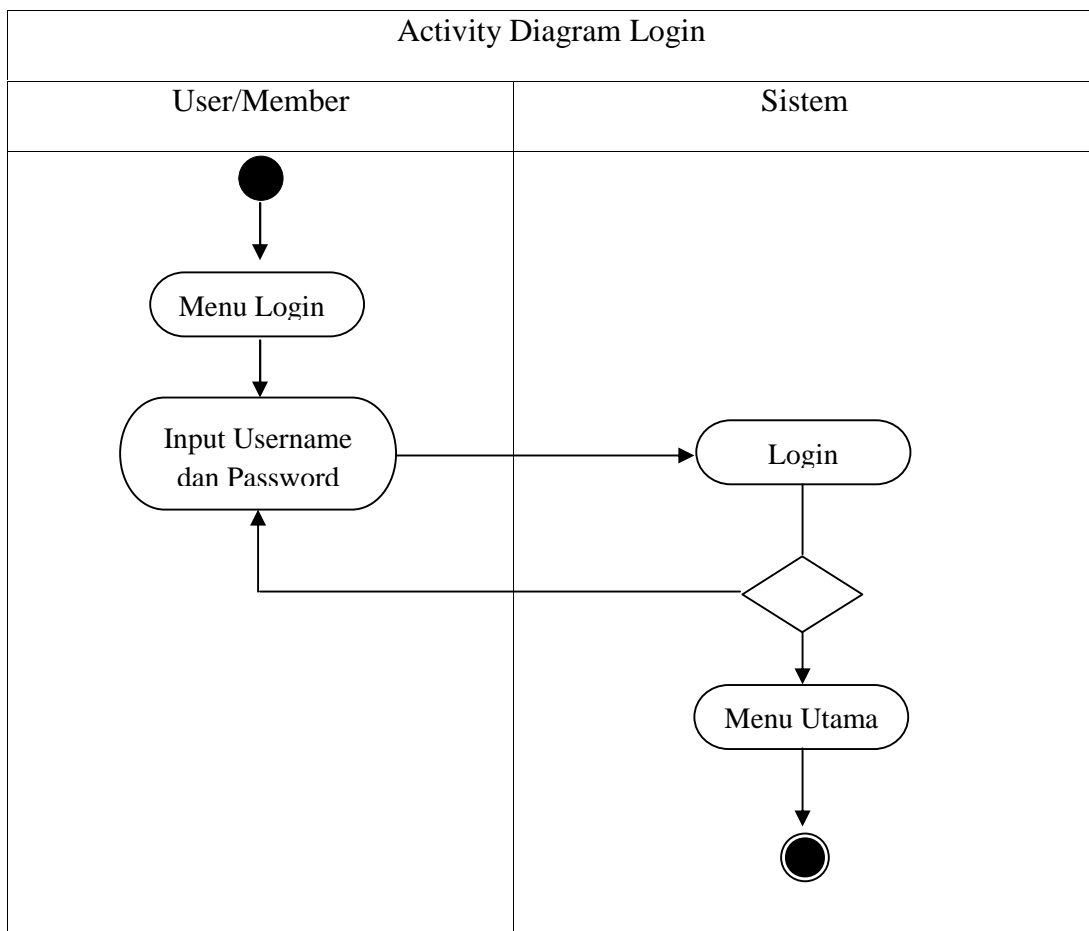 Activity Diagram Login
User/Member
Sistem
Menu Login
Input Username
dan Password
Login
Menu Utama